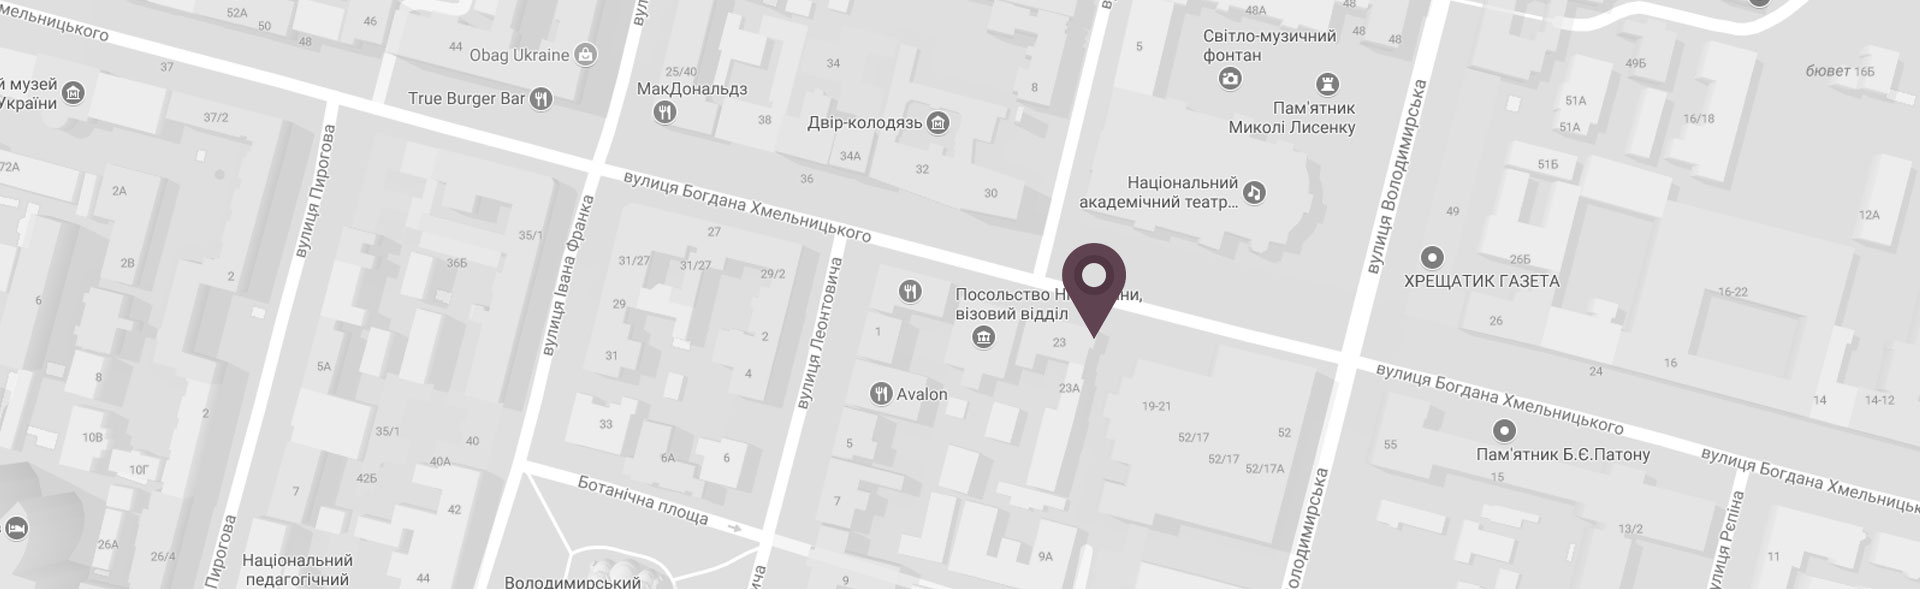 мельницького
52А
50
48
46
44
Obag Ukraine
37
й музей
України
True Burger Bar
37/2
25/40
МакДональдз
38
34
Двір-колодязь
34А
32
36
30
8
5
48А
48
48
48
Світло-музичний
фонтан
Пам'ятник
Миколі Лисенку
Національний
академічний театр...
вулиця Володимирська
49Б
51А
51А
51Б
бювет 16Б
16/18
12А
49
26Б
ХРЕЩАТИК ГАЗЕТА
16-22
26
16
24
14
14-12
72А
2А
2В
2
6
8
10В
10Г
2
26А
26/4
вулиця Пирогова
Пирогова
35/1
36Б
5А
35/1
40
40А
42Б
42
7
44
Національний
педагогічний
вулиця Івана Франка
вулиця Богдана Хмельницького
27
31/27
31/27
29/2
29
2
31
4
33
6А
6
Ботанічна площа
Володимирський
вулиця Леонтовича
Посольство
візовий відділ
1
23
23А
Avalon
5
7
9
9А
19-21
52/17
52/17
52
52/17А
вулиця Богдана Хмельницького
55
Пам'ятник Б.Є.Патону
15
13/2
11
вулиця Богдана Хмельницьк
улиця Рєпіна
олодимирська